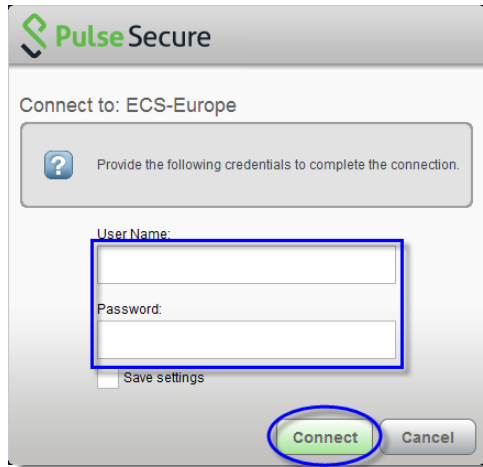 Pulse Secure
Connect to: ECS-Europe
Provide the following credentials to complete the connection.
User Name:
Password:
Save settings
Connect Cancel